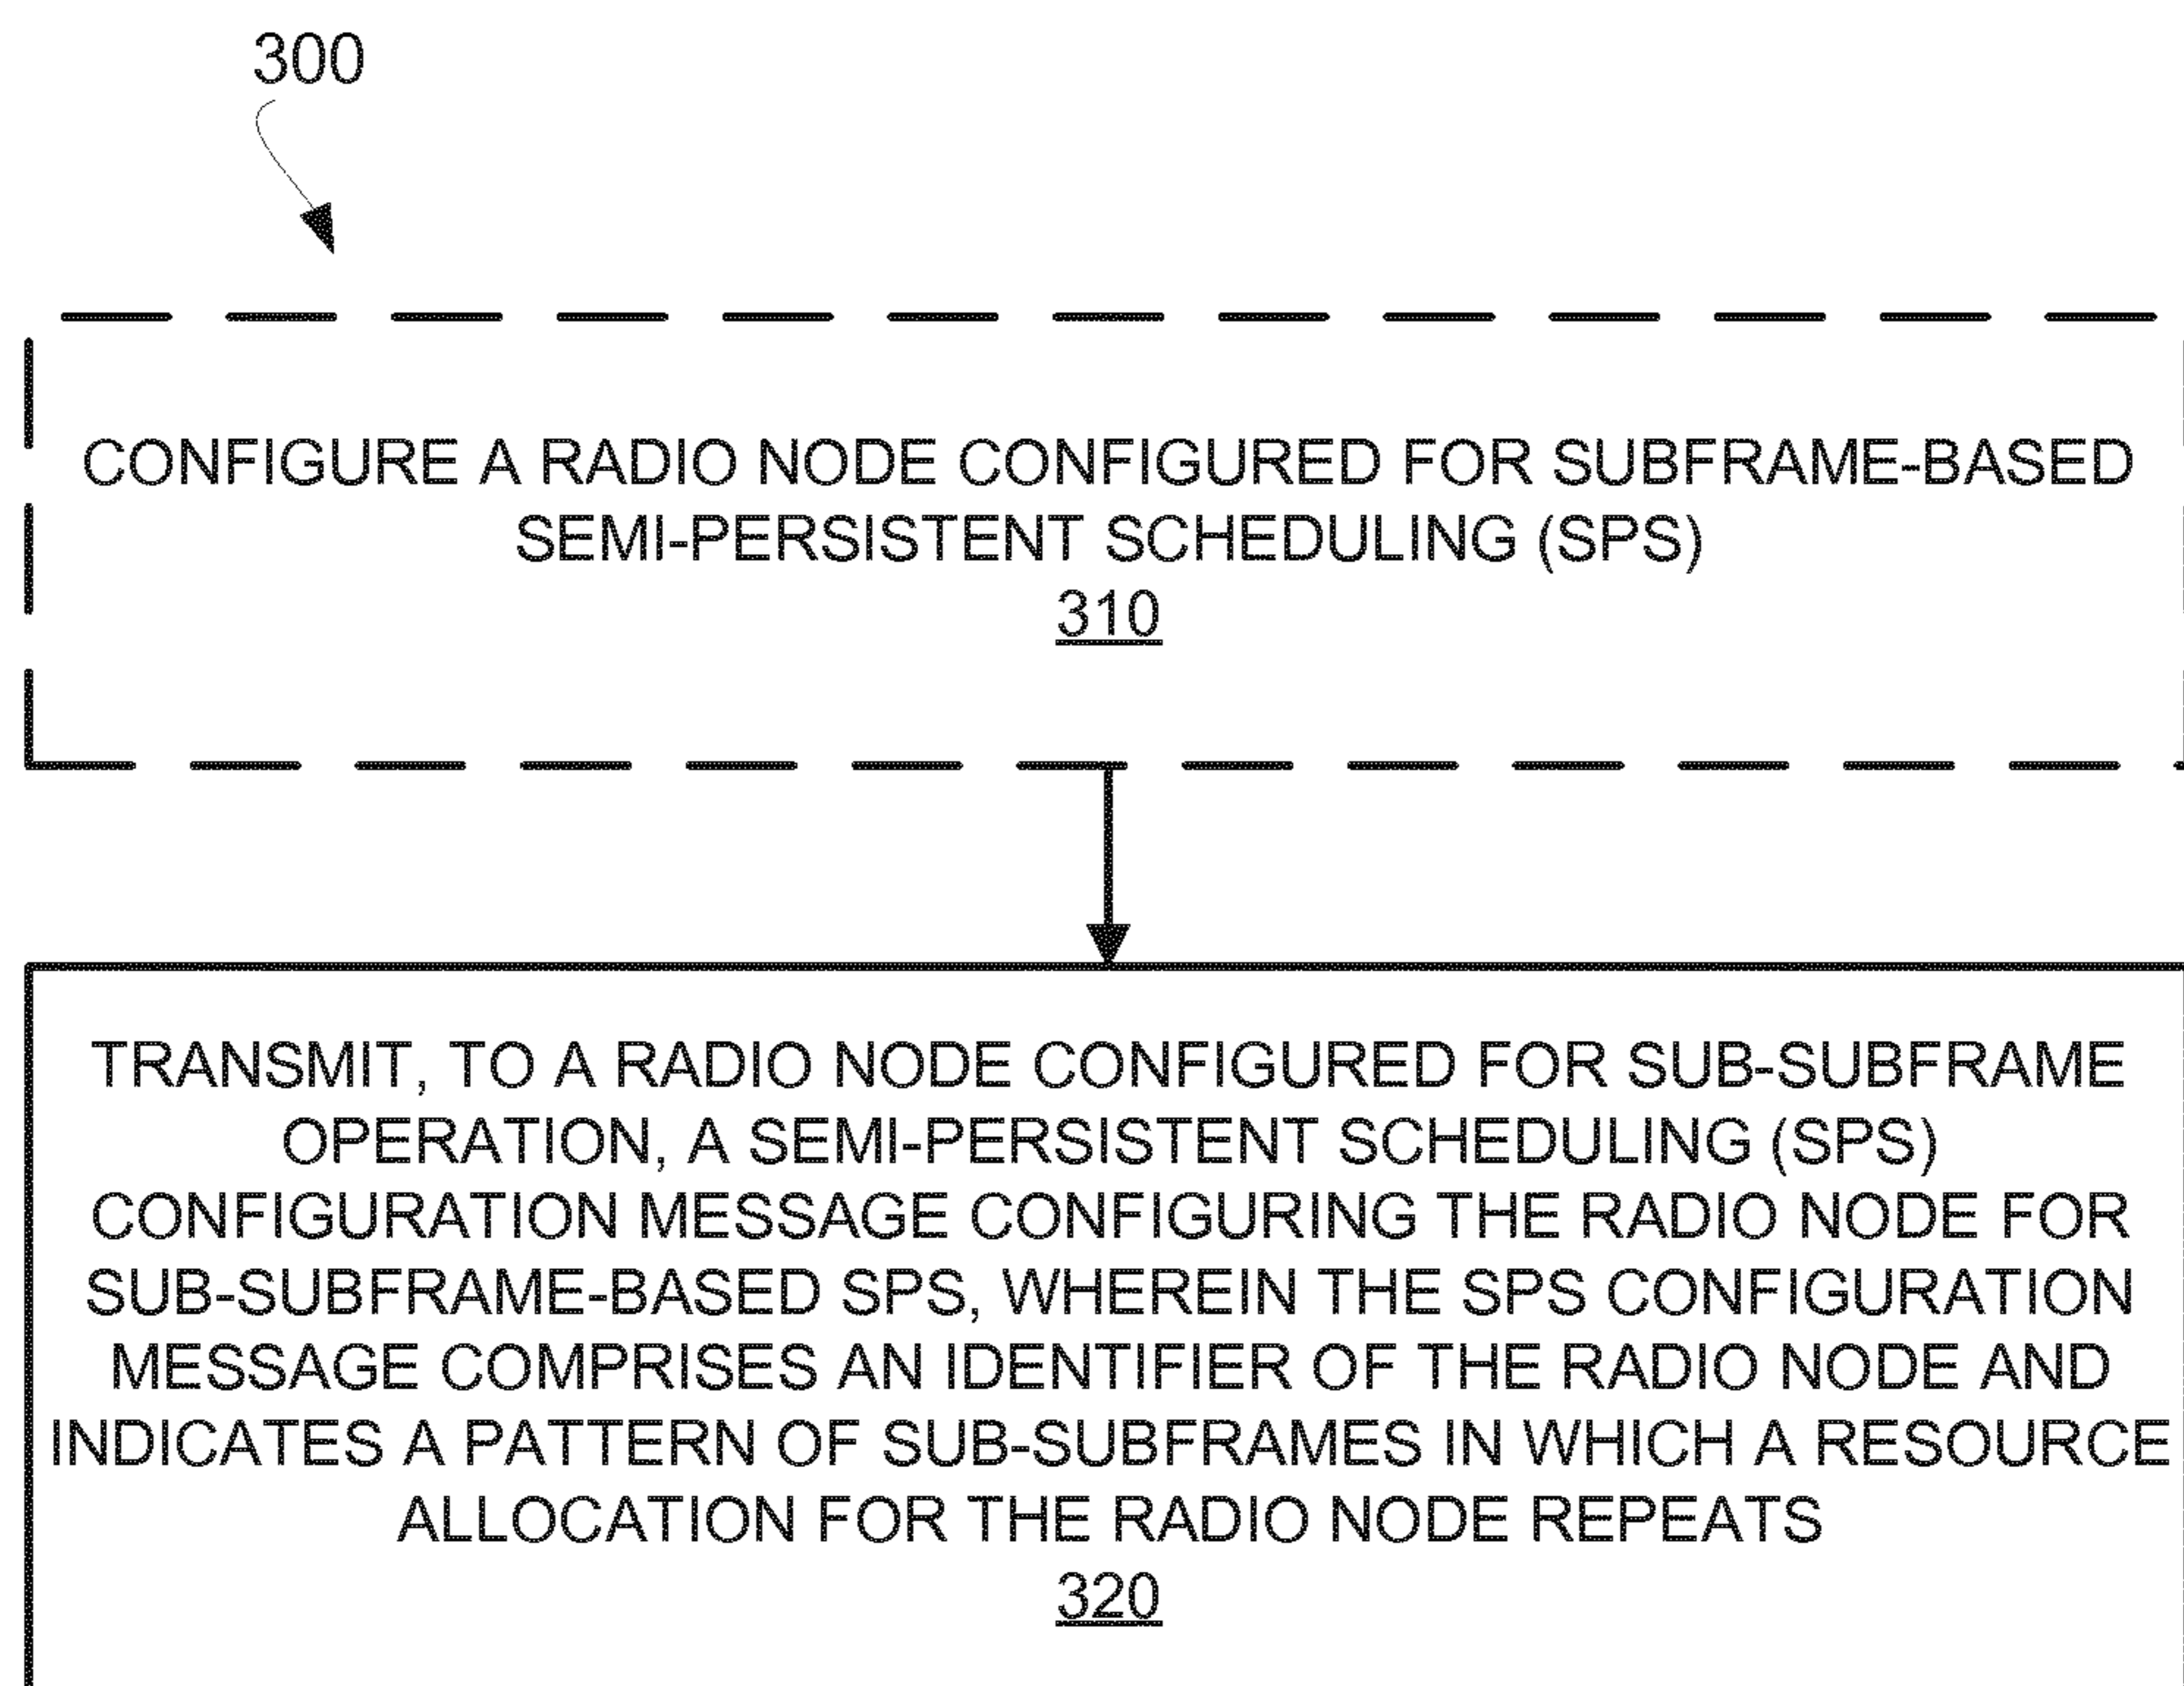 300
CONFIGURE A RADIO NODE CONFIGURED FOR SUBFRAME-BASED
SEMI-PERSISTENT SCHEDULING (SPS)
310
TRANSMIT, TO A RADIO NODE CONFIGURED FOR SUB-SUBFRAME
OPERATION, A SEMI-PERSISTENT SCHEDULING (SPS)
CONFIGURATION MESSAGE CONFIGURING THE RADIO NODE FOR
SUB-SUBFRAME-BASED SPS, WHEREIN THE SPS CONFIGURATION
MESSAGE COMPRISES AN IDENTIFIER OF THE RADIO NODE AND
INDICATES A PATTERN OF SUB-SUBFRAMES IN WHICH A RESOURCE
ALLOCATION FOR THE RADIO NODE REPEATS
320